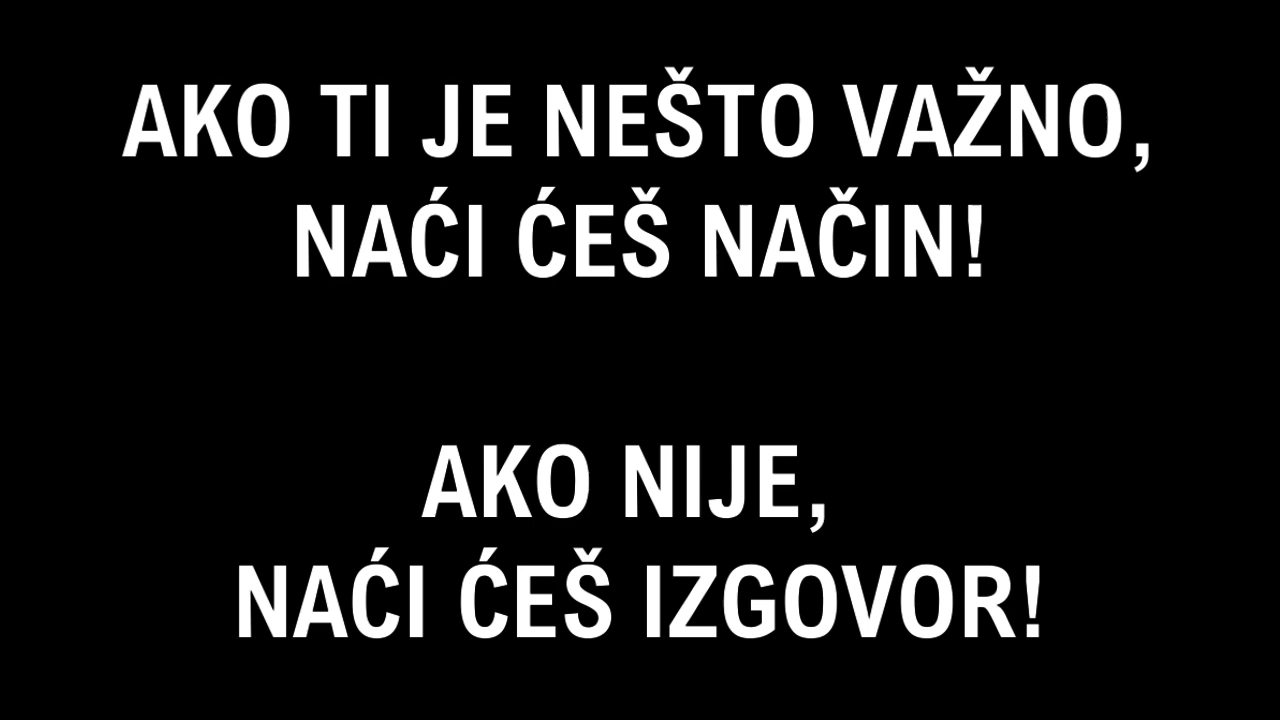 AKO TI JE NEŠTO VAŽNO,
NAĆI ĆEŠ NAČIN!
AKO NIJE,
NAĆI ĆEŠ IZGOVOR!